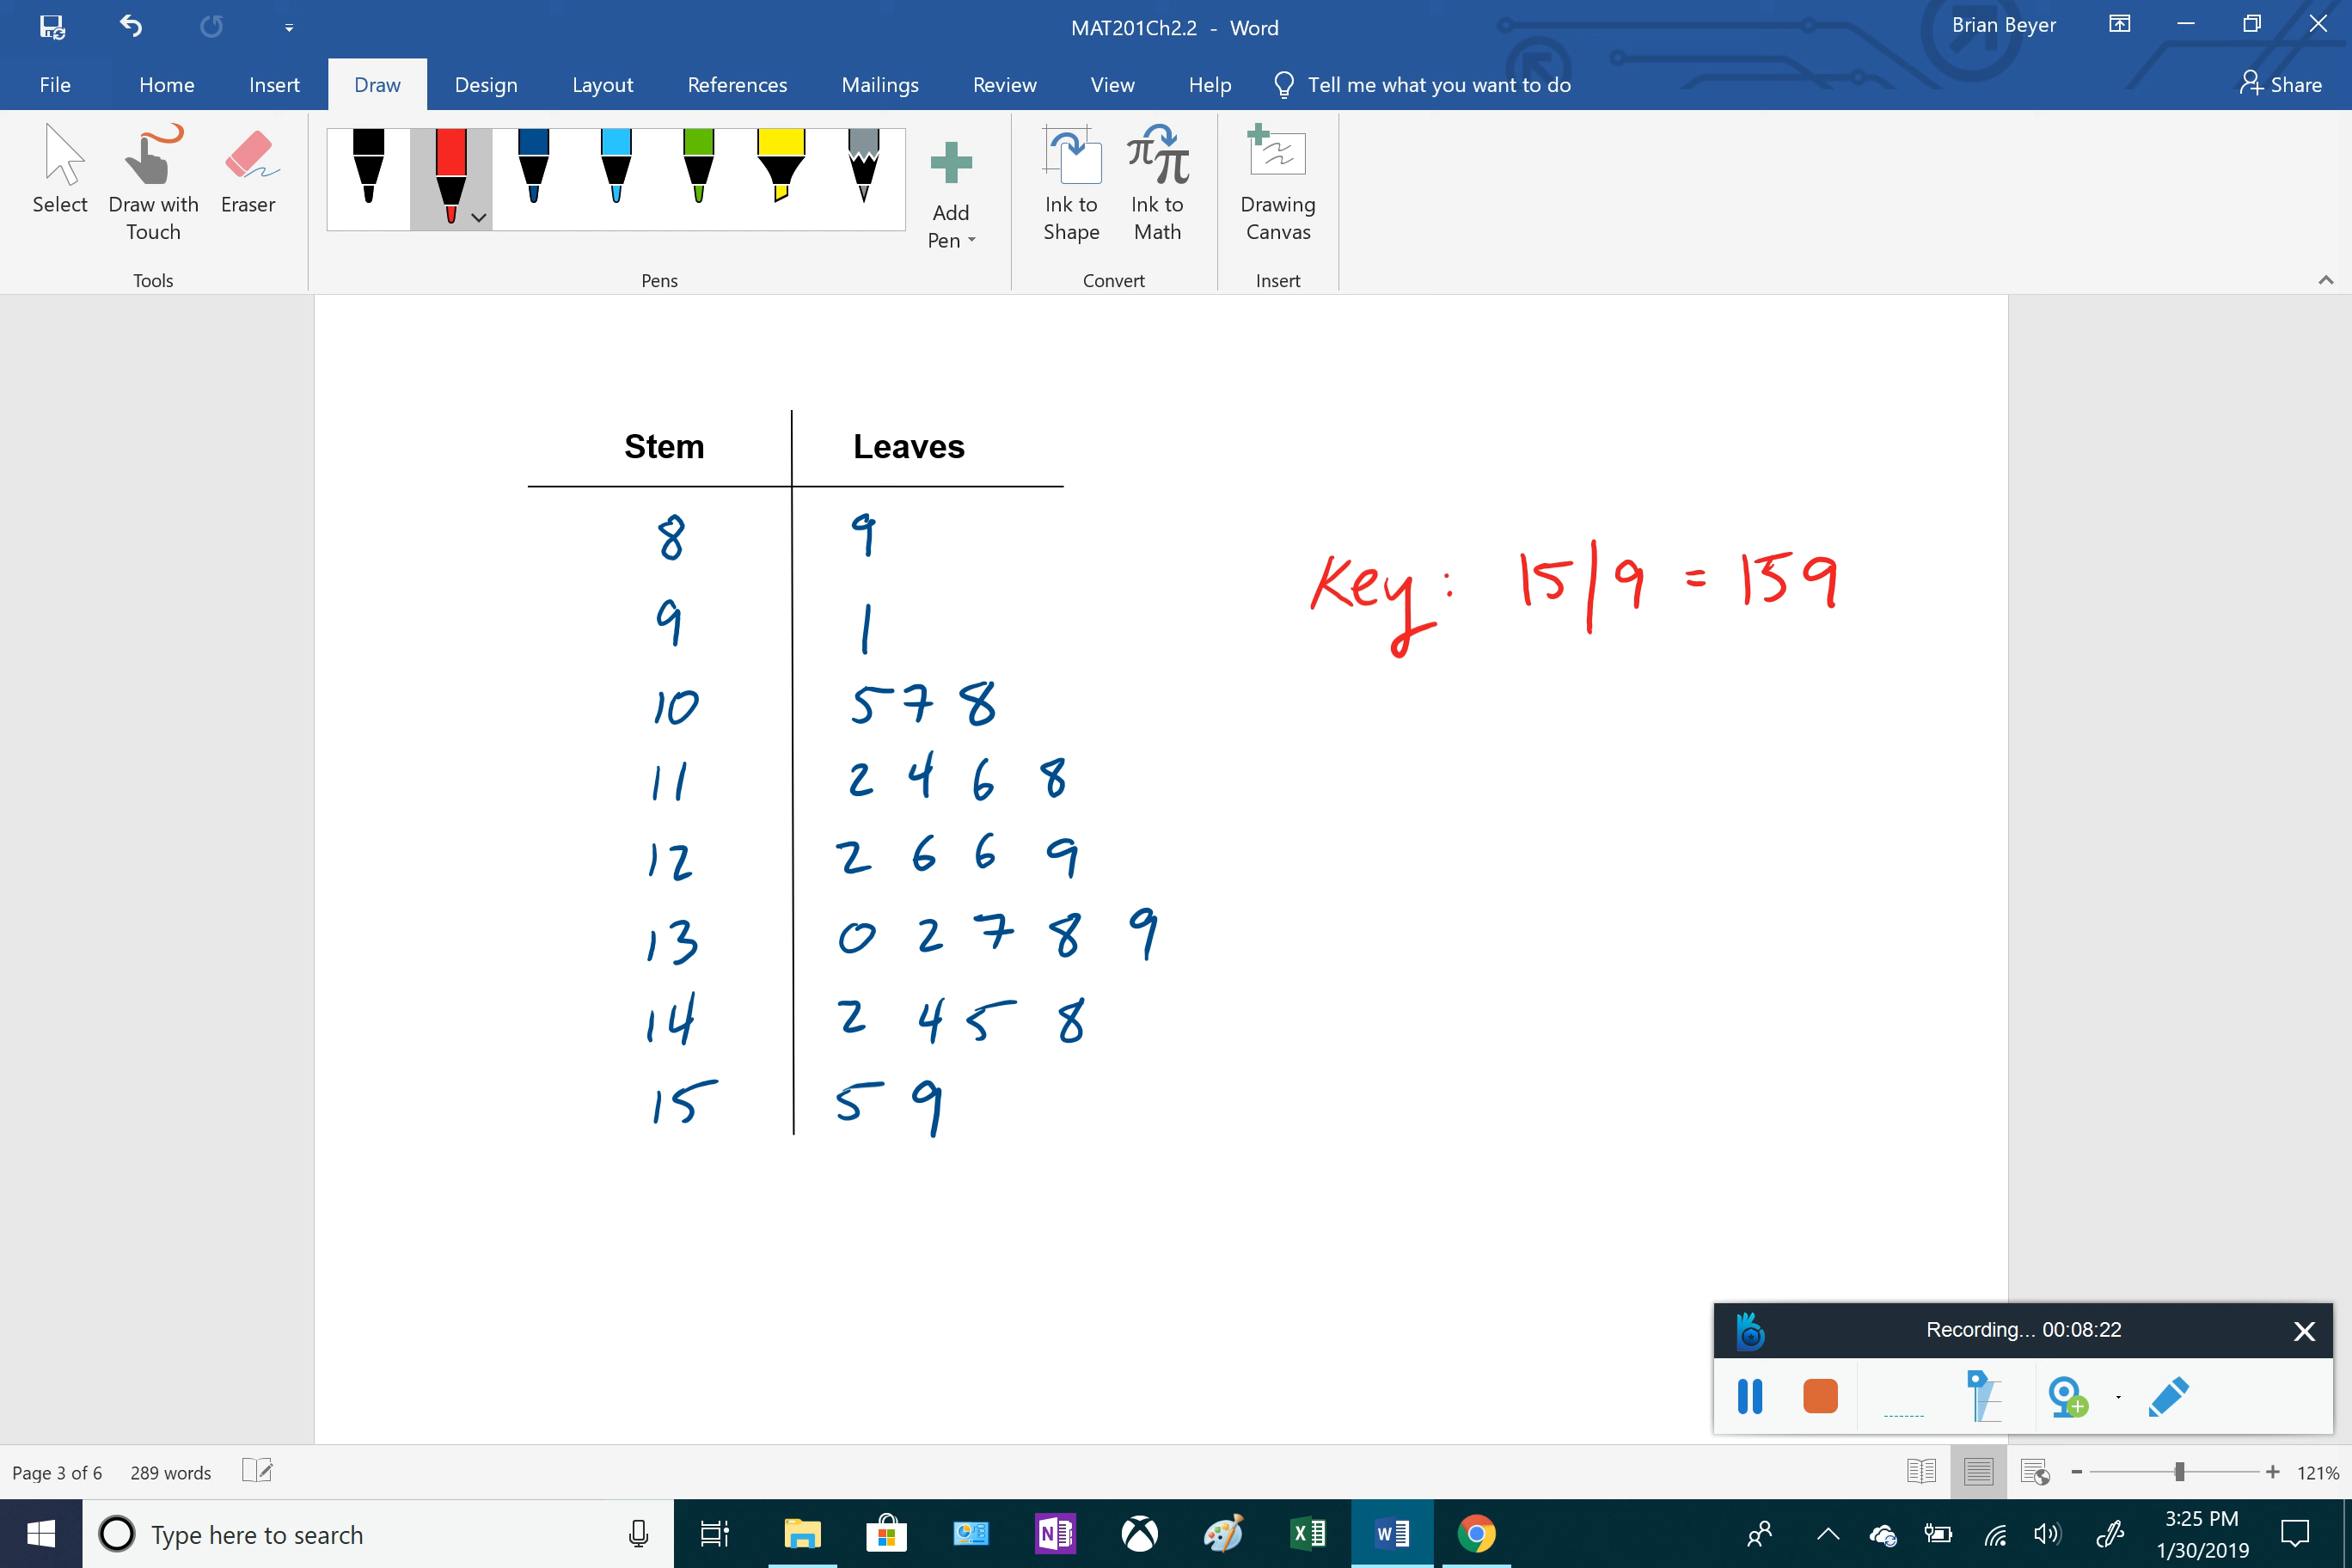 MAT201Ch2.2 - Word
Brian Beyer
File Home Insert Draw Design Layout References Mailings Review View Help Tell me what you want to do Share
Select Draw with Touch Eraser
Add Pen
Ink to Shape Ink to Math
Drawing Canvas
Tools Pens Convert Insert
Stem Leaves
8 9
9 1
10 5 7 8
11 2 4 6 8
12 2 6 6 9
13 0 2 7 8 9
14 2 4 5 8
15 5 9
Key: 15|9 = 159
Recording... 00:08:22
Page 3 of 6 289 words 121%
Type here to search
3:25 PM
1/30/2019